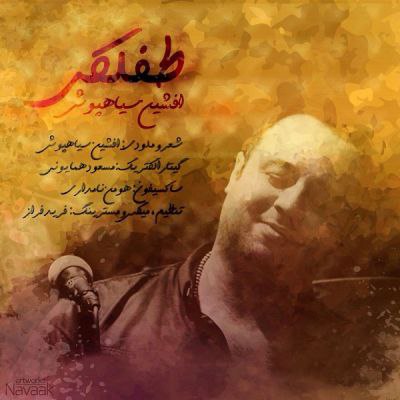 طفلکی
افشین سیاهپوش
شعر و ملودی: افشین سیاهپوش
گیتار الکتریک: مسعود همایونی
ساکسیفون: هومن نامداری
تنظیم، میکس و مسترینگ: فرید فراز
artwork:
Navaak